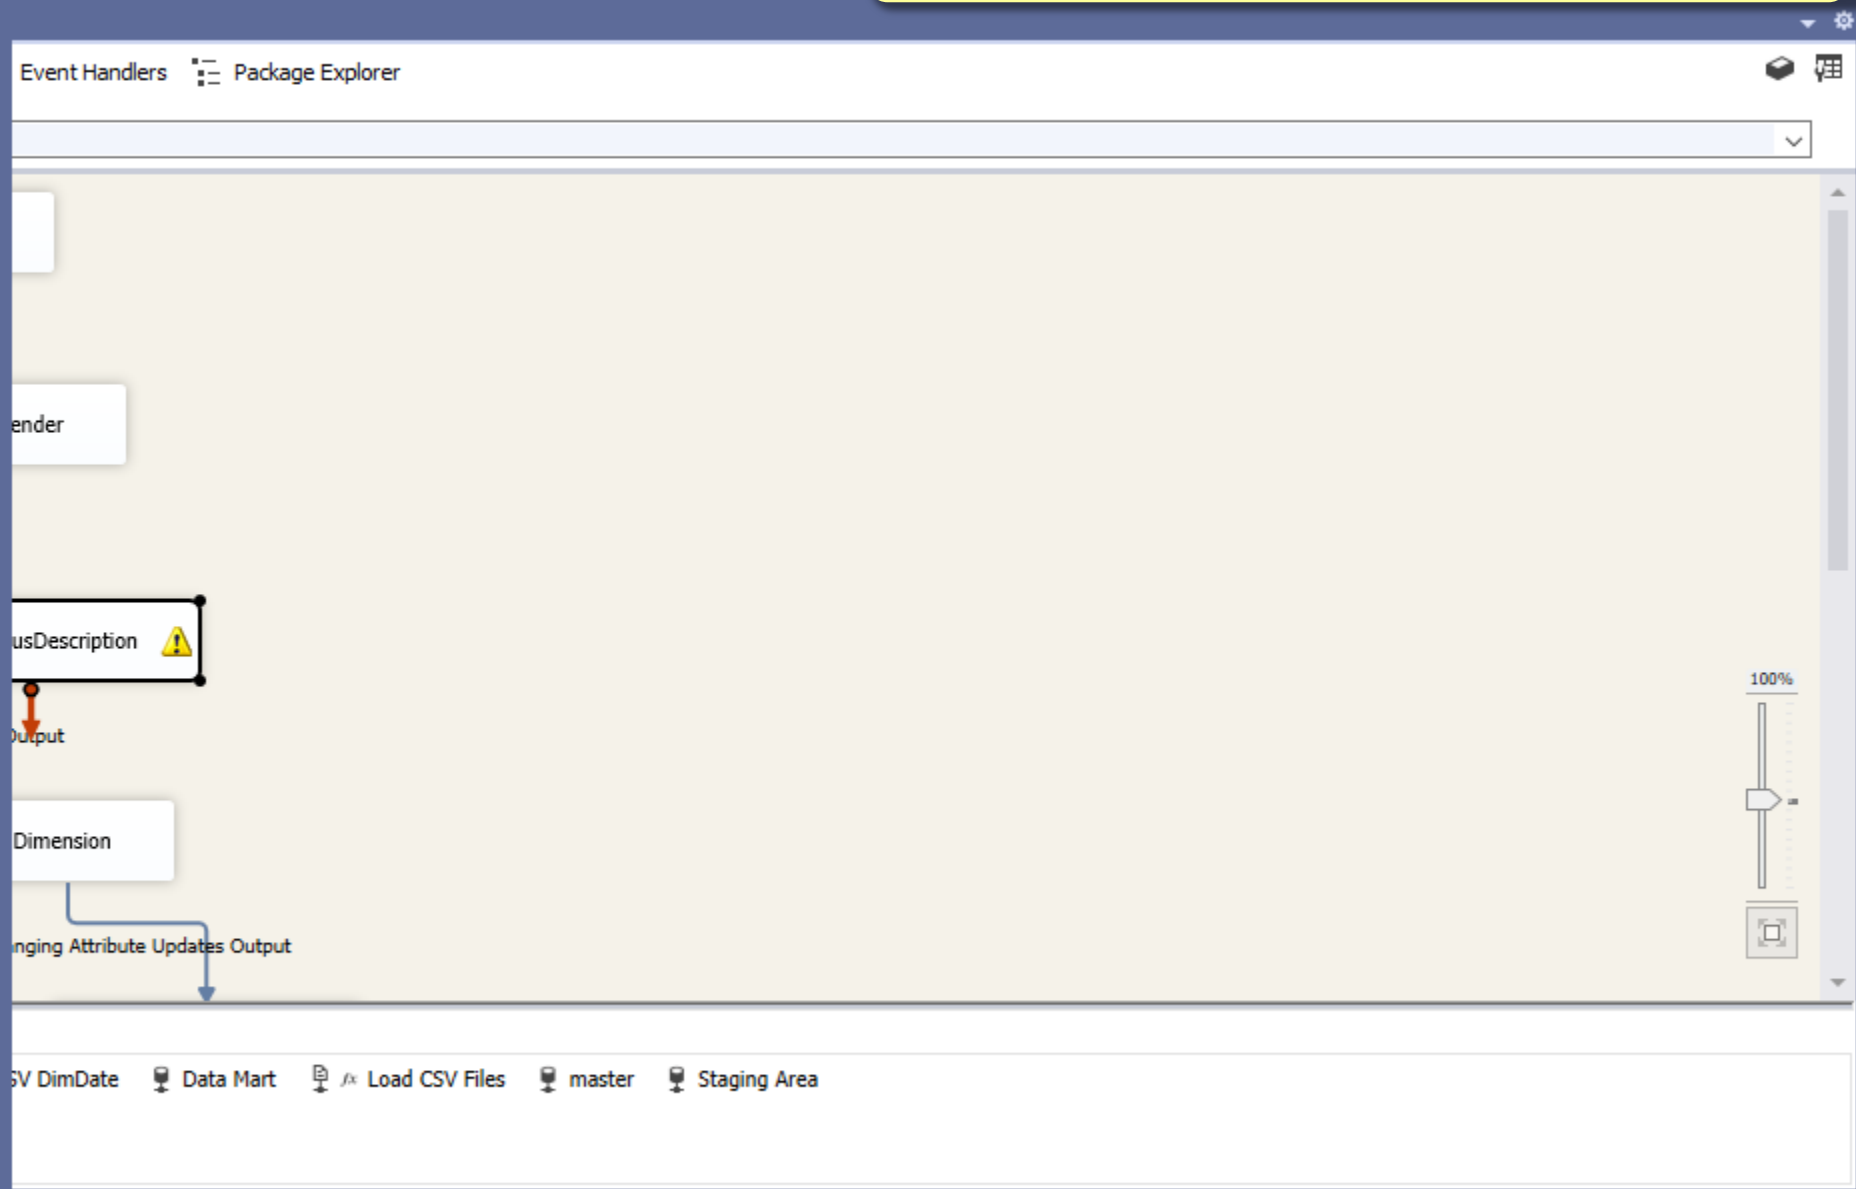 Event Handlers Package Explorer
ender
usDescription
100%
Output
Dimension
nging Attribute Updates Output
SV DimDate Data Mart fx Load CSV Files master Staging Area